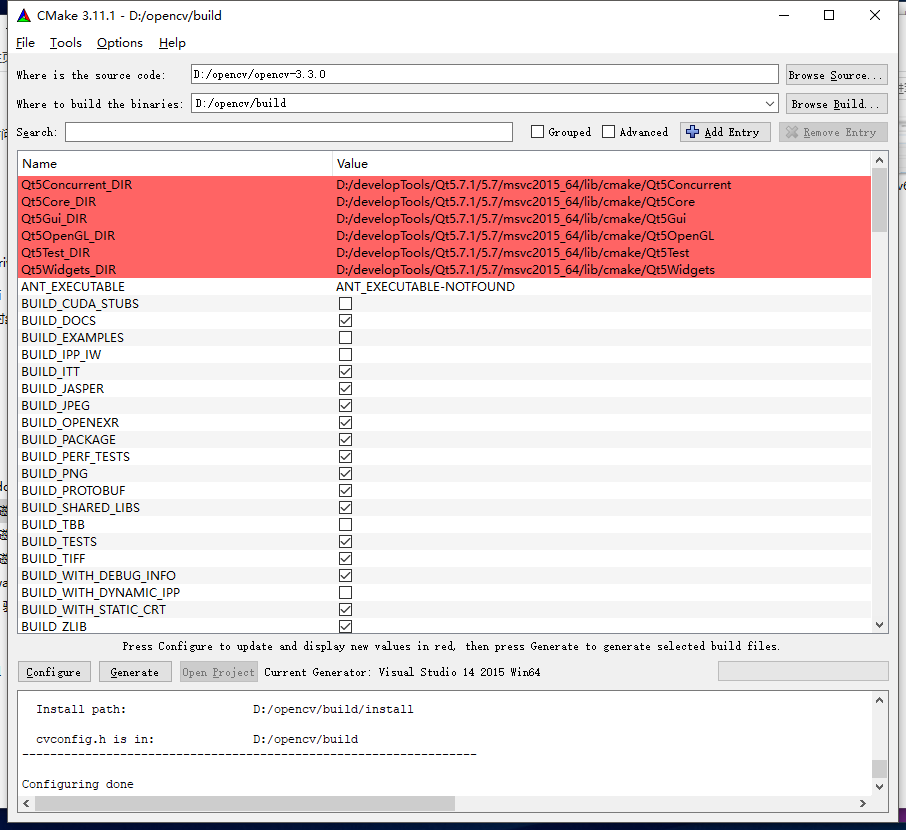 CMake 3.11.1 - D:/opencv/build
File Tools Options Help
Where is the source code: D:/opencv/opencv-3.3.0 Browse Source...
Where to build the binaries: D:/opencv/build Browse Build...
Search: Grouped Advanced Add Entry Remove Entry
Name Value
Qt5Concurrent_DIR D:/developTools/Qt5.7.1/5.7/msvc2015_64/lib/cmake/Qt5Concurrent
Qt5Core_DIR D:/developTools/Qt5.7.1/5.7/msvc2015_64/lib/cmake/Qt5Core
Qt5Gui_DIR D:/developTools/Qt5.7.1/5.7/msvc2015_64/lib/cmake/Qt5Gui
Qt5OpenGL_DIR D:/developTools/Qt5.7.1/5.7/msvc2015_64/lib/cmake/Qt5OpenGL
Qt5Test_DIR D:/developTools/Qt5.7.1/5.7/msvc2015_64/lib/cmake/Qt5Test
Qt5Widgets_DIR D:/developTools/Qt5.7.1/5.7/msvc2015_64/lib/cmake/Qt5Widgets
ANT_EXECUTABLE ANT_EXECUTABLE-NOTFOUND
BUILD_CUDA_STUBS
BUILD_DOCS
BUILD_EXAMPLES
BUILD_IPP_IW
BUILD_ITT
BUILD_JASPER
BUILD_JPEG
BUILD_OPENEXR
BUILD_PACKAGE
BUILD_PERF_TESTS
BUILD_PNG
BUILD_PROTOBUF
BUILD_SHARED_LIBS
BUILD_TBB
BUILD_TESTS
BUILD_TIFF
BUILD_WITH_DEBUG_INFO
BUILD_WITH_DYNAMIC_IPP
BUILD_WITH_STATIC_CRT
BUILD_ZLIB
Press Configure to update and display new values in red, then press Generate to generate selected build files.
Configure Generate Open Project Current Generator: Visual Studio 14 2015 Win64
Install path: D:/opencv/build/install
cvconfig.h is in: D:/opencv/build
-----------------------------------------------------------------
Configuring done